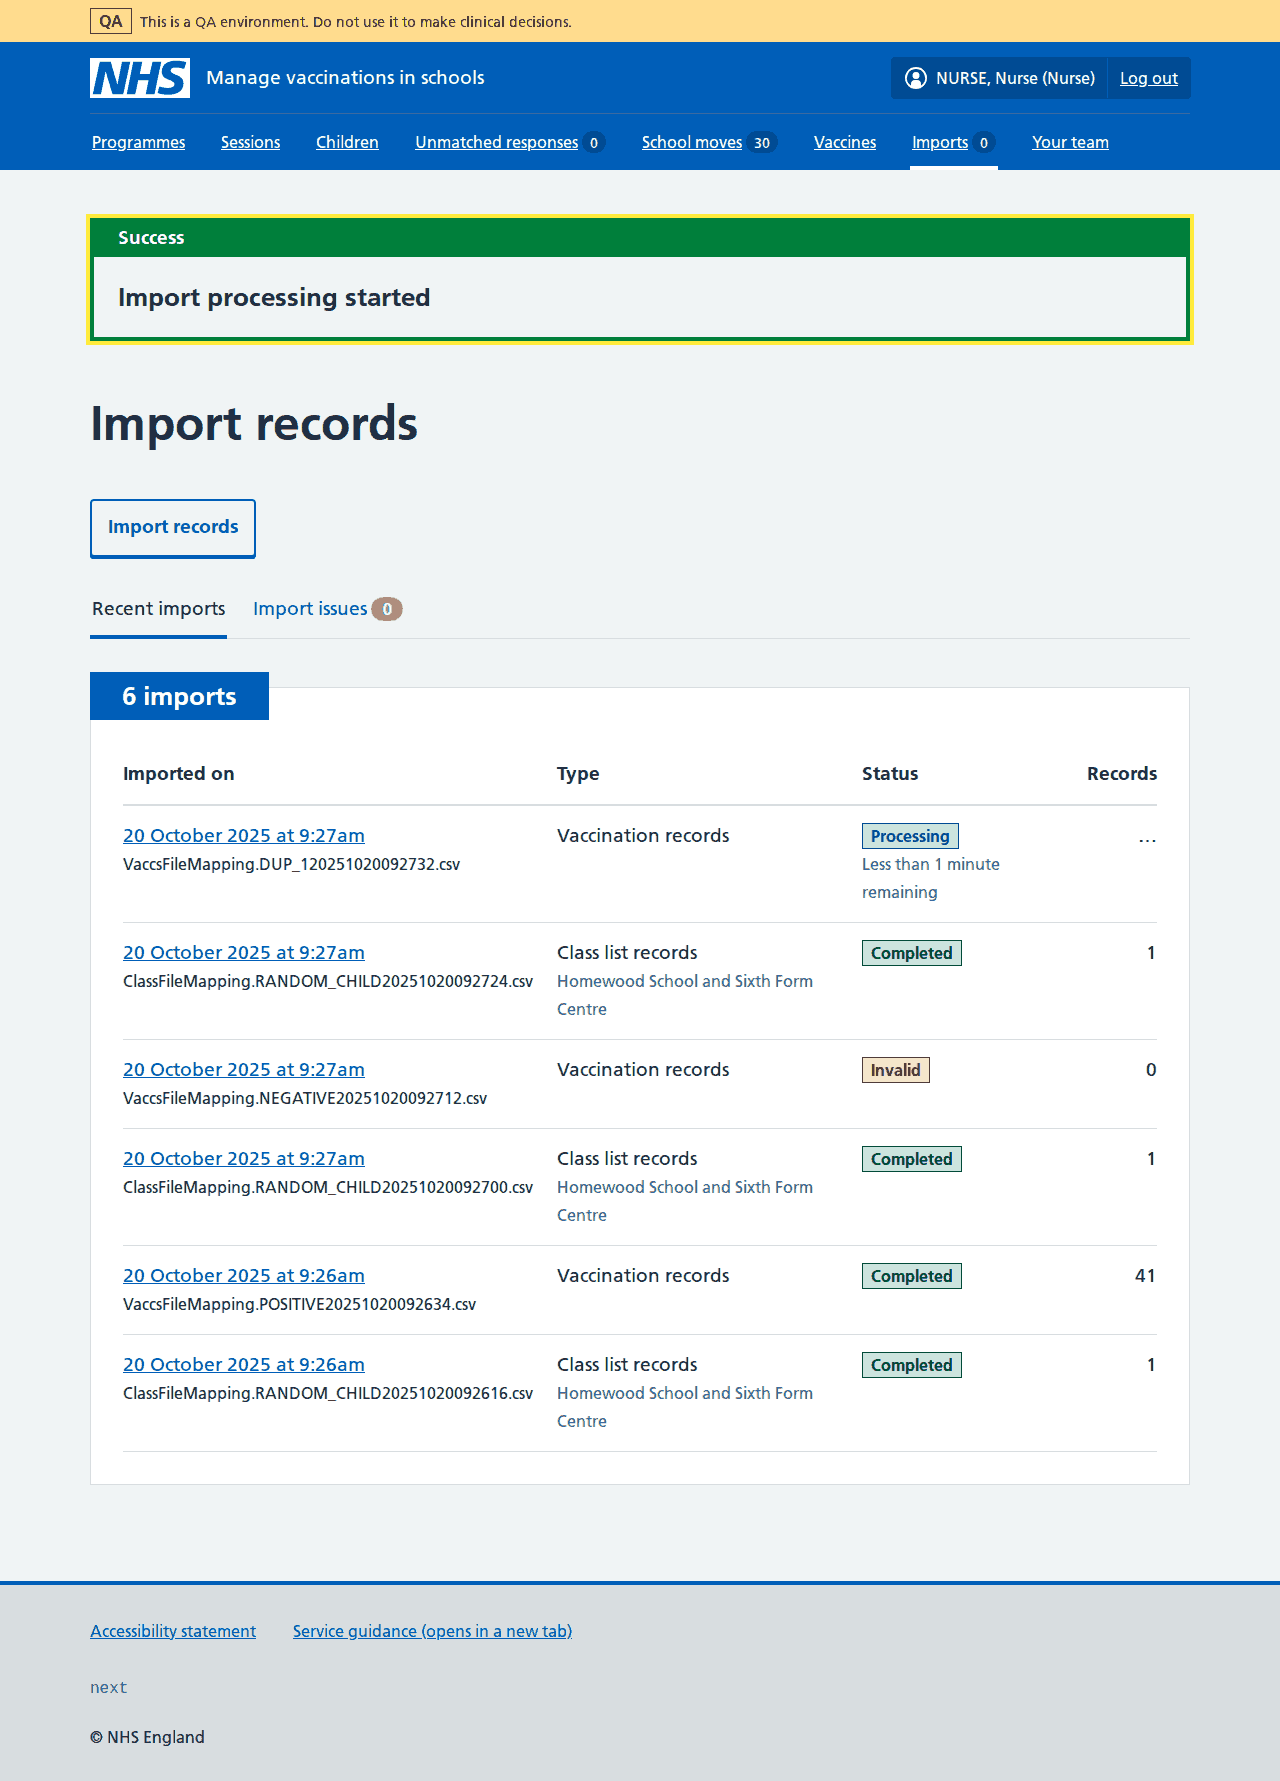 QA This is a QA environment. Do not use it to make clinical decisions.
NHS Manage vaccinations in schools NURSE, Nurse (Nurse) Log out
Programmes Sessions Children Unmatched responses 0 School moves 30 Vaccines Imports 0 Your team
Success
Import processing started
Import records
Import records
Recent imports Import issues 0
6 imports
Imported on Type Status Records
20 October 2025 at 9:27am Vaccination records Processing ...
VaccsFileMapping.DUP_120251020092732.csv Less than 1 minute
remaining
20 October 2025 at 9:27am Class list records Completed 1
ClassFileMapping.RANDOM_CHILD20251020092724.csv Homewood School and Sixth Form
Centre
20 October 2025 at 9:27am Vaccination records Invalid 0
VaccsFileMapping.NEGATIVE20251020092712.csv
20 October 2025 at 9:27am Class list records Completed 1
ClassFileMapping.RANDOM_CHILD20251020092700.csv Homewood School and Sixth Form
Centre
20 October 2025 at 9:26am Vaccination records Completed 41
VaccsFileMapping.POSITIVE20251020092634.csv
20 October 2025 at 9:26am Class list records Completed 1
ClassFileMapping.RANDOM_CHILD20251020092616.csv Homewood School and Sixth Form
Centre
Accessibility statement Service guidance (opens in a new tab)
next
© NHS England